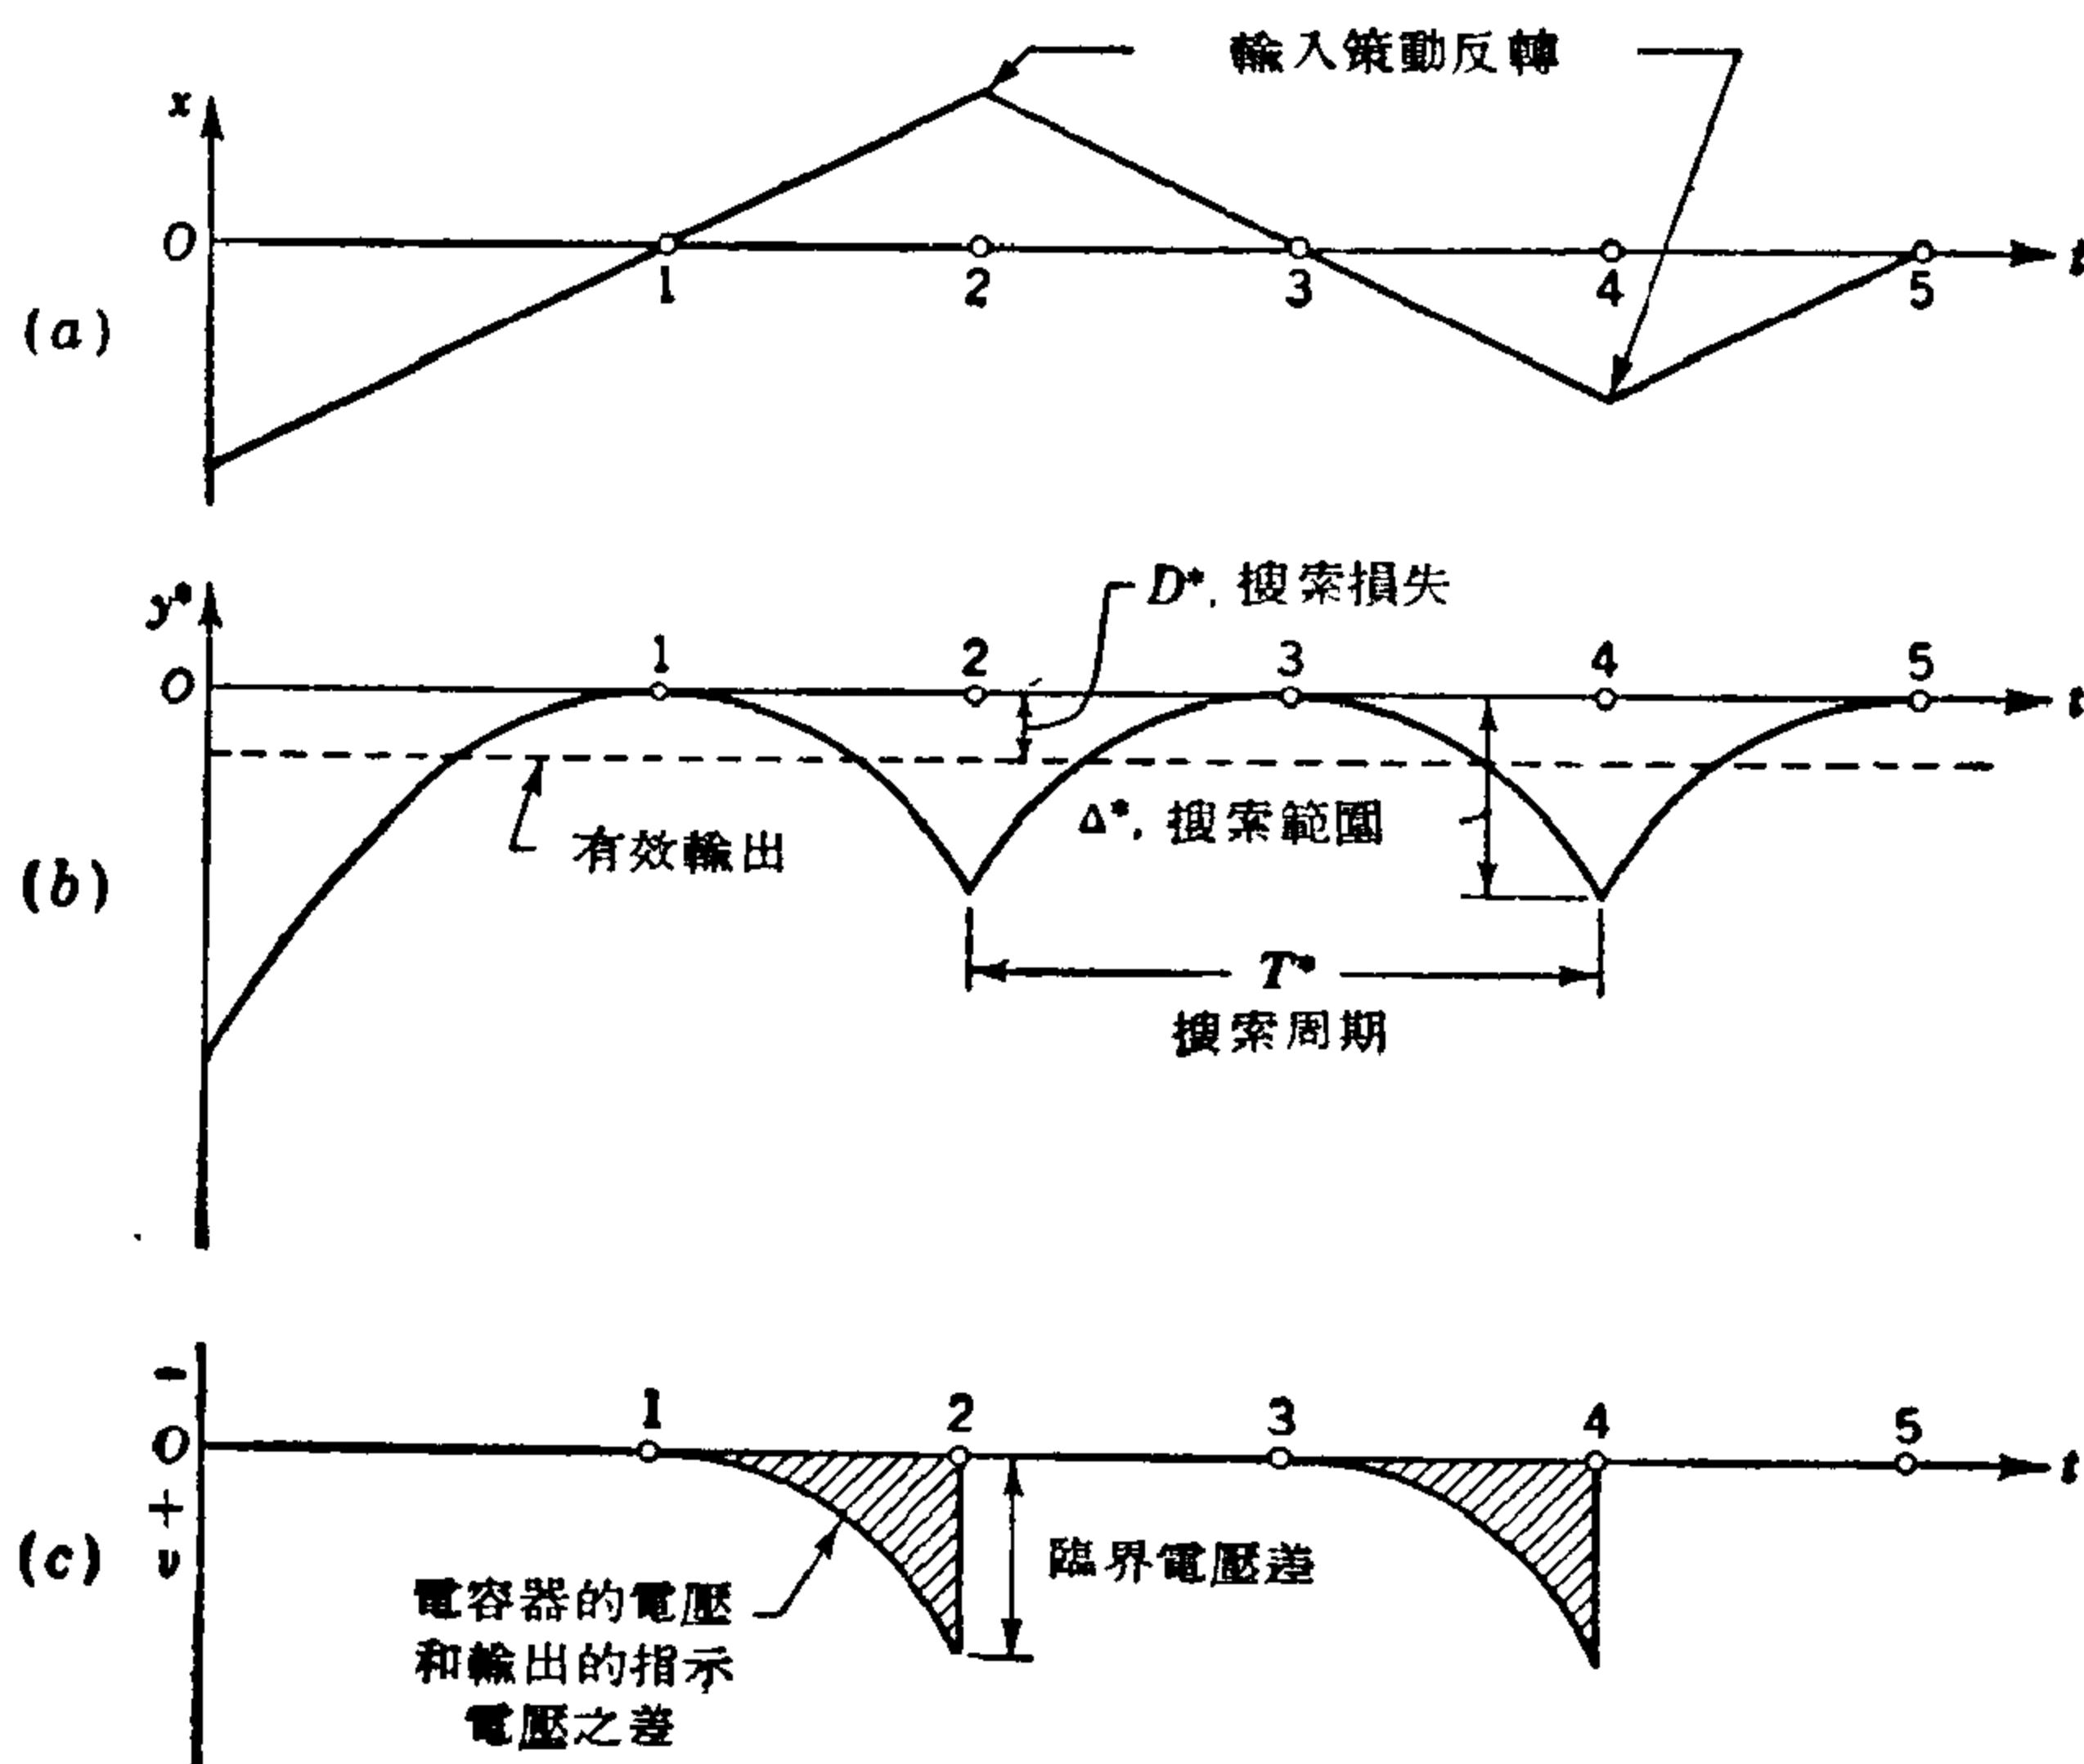 輸入策動反轉
x
O
1
2
3
4
5
t
(a)
D*, 搜索損失
y*
O
1
2
3
4
5
t
有效輸出
Δ*, 搜索範圍
(b)
T*
搜索周期
−
O
+
υ
1
2
3
4
5
t
(c)
臨界電壓差
電容器的電壓
和輸出的指示
電壓之差